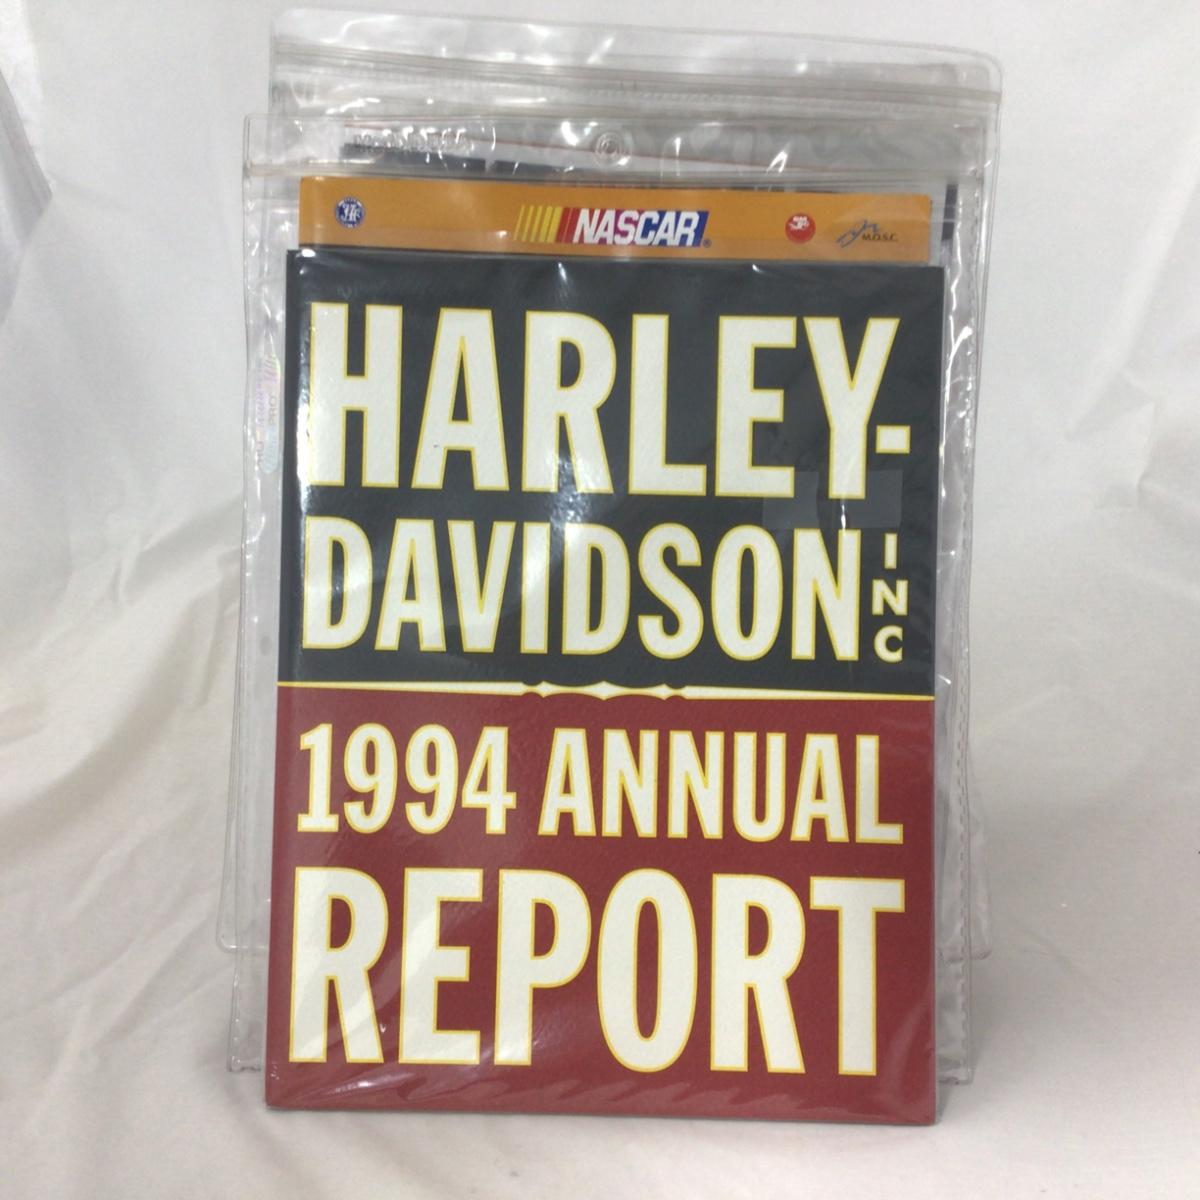 NASCAR
M.O.S.C.
HARLEY-
DAVIDSON INC
1994 ANNUAL
REPORT